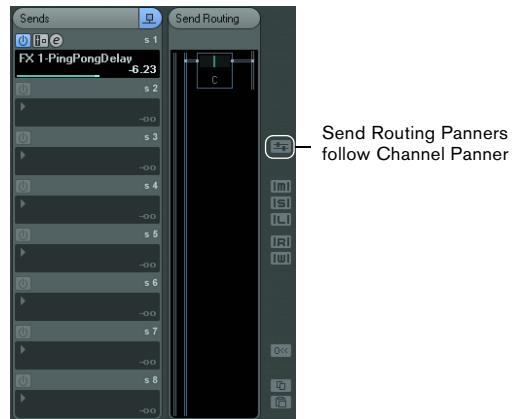 Sends
Send Routing
e
s 1
FX 1-PingPongDelay
-6.23
C
s 2
-oo
s 3
-oo
Send Routing Panners
follow Channel Panner
s 4
[M]
[S]
-oo
[L]
s 5
[R]
-oo
[W]
s 6
-oo
s 7
0<<
-oo
s 8
-oo